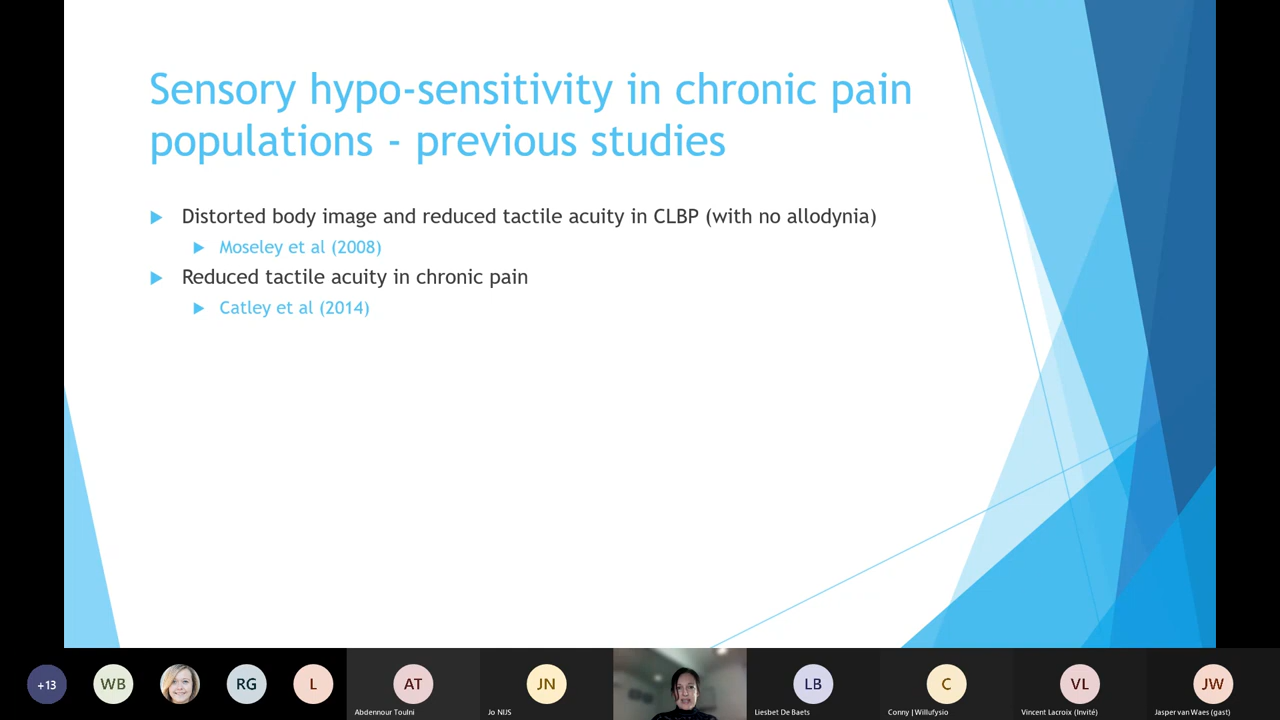 Sensory hypo-sensitivity in chronic pain
populations - previous studies
Distorted body image and reduced tactile acuity in CLBP (with no allodynia)
Moseley et al (2008)
Reduced tactile acuity in chronic pain
Catley et al (2014)
+13
WB
RG
L
AT
JN
LB
C
VL
JW
Abdennour Toulni
Jo NIJS
Liesbet De Baets
Conny | Willufysio
Vincent Lacroix (Invité)
Jasper van Waes (gast)